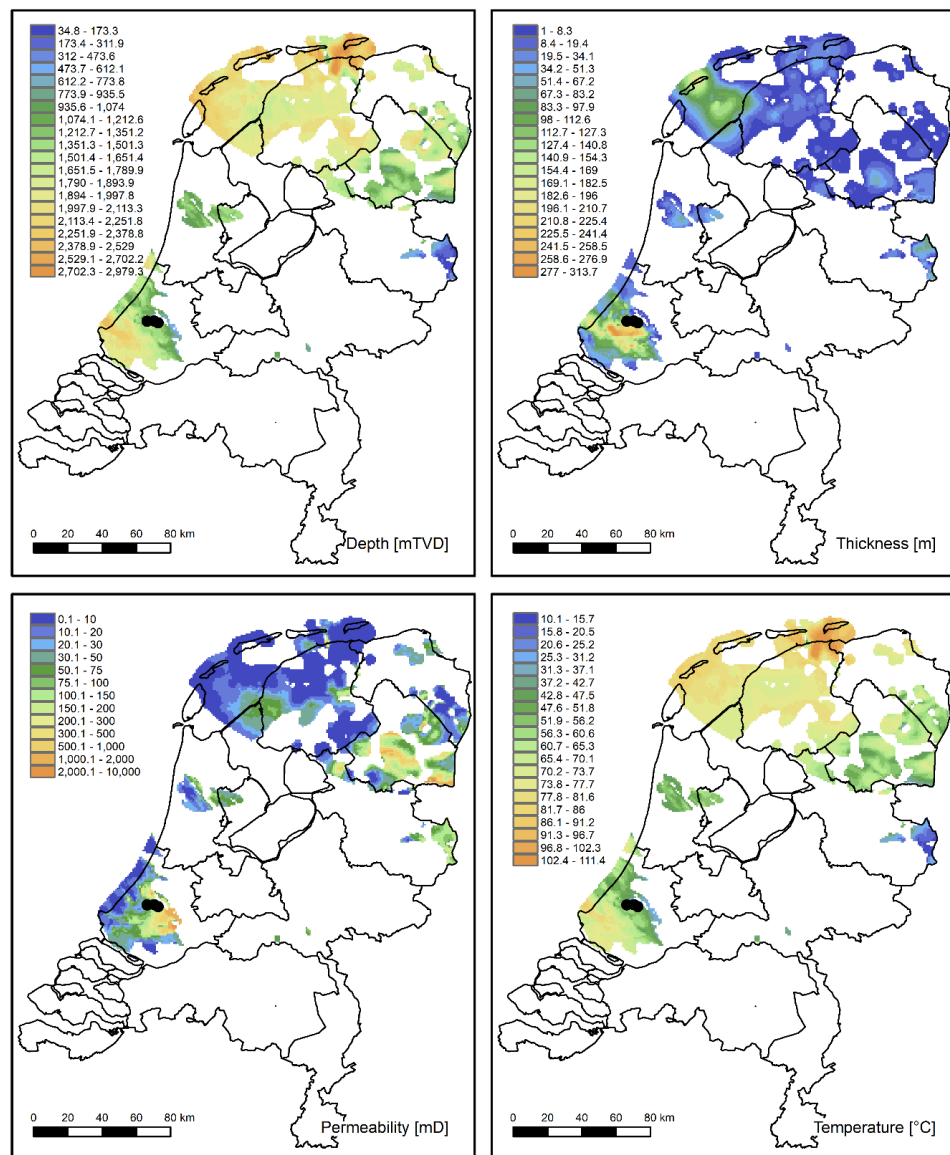 34.8 - 173.3
173.4 - 311.9
312 - 473.6
473.7 - 612.1
612.2 - 773.8
773.9 - 935.5
935.6 - 1,074
1,074.1 - 1,212.6
1,212.7 - 1,351.2
1,351.3 - 1,501.3
1,501.4 - 1,651.4
1,651.5 - 1,789.9
1,790 - 1,893.9
1,894 - 1,997.8
1,997.9 - 2,113.3
2,113.4 - 2,251.8
2,251.9 - 2,378.8
2,378.9 - 2,529
2,529.1 - 2,702.2
2,702.3 - 2,979.3
0 20 40 60 80 km
Depth [mTVD]
1 - 8.3
8.4 - 19.4
19.5 - 34.1
34.2 - 51.3
51.4 - 67.2
67.3 - 83.2
83.3 - 97.9
98 - 112.6
112.7 - 127.3
127.4 - 140.8
140.9 - 154.3
154.4 - 169
169.1 - 182.5
182.6 - 196
196.1 - 210.7
210.8 - 225.4
225.5 - 241.4
241.5 - 258.5
258.6 - 276.9
277 - 313.7
0 20 40 60 80 km
Thickness [m]
0.1 - 10
10.1 - 20
20.1 - 30
30.1 - 50
50.1 - 75
75.1 - 100
100.1 - 150
150.1 - 200
200.1 - 300
300.1 - 500
500.1 - 1,000
1,000.1 - 2,000
2,000.1 - 10,000
0 20 40 60 80 km
Permeability [mD]
10.1 - 15.7
15.8 - 20.5
20.6 - 25.2
25.3 - 31.2
31.3 - 37.1
37.2 - 42.7
42.8 - 47.5
47.6 - 51.8
51.9 - 56.2
56.3 - 60.6
60.7 - 65.3
65.4 - 70.1
70.2 - 73.7
73.8 - 77.7
77.8 - 81.6
81.7 - 86
86.1 - 91.2
91.3 - 96.7
96.8 - 102.3
102.4 - 111.4
0 20 40 60 80 km
Temperature [°C]